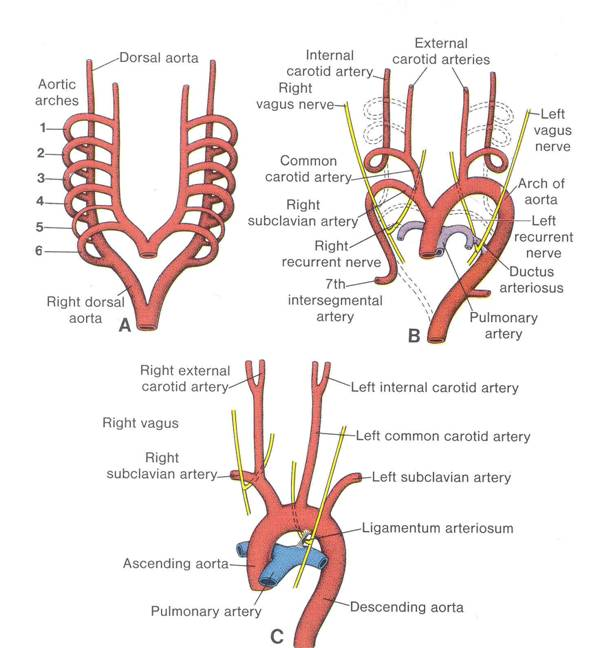 Dorsal aorta
Aortic
arches
1
2
3
4
5
6
Right dorsal
aorta
A
Internal
carotid artery
External
carotid arteries
Right
vagus nerve
Left
vagus
nerve
Common
carotid artery
Arch of
aorta
Right
subclavian artery
Left
recurrent
nerve
Right
recurrent nerve
Ductus
arteriosus
7th
intersegmental
artery
Pulmonary
artery
B
Right external
carotid artery
Left internal carotid artery
Right vagus
Left common carotid artery
Right
subclavian artery
Left subclavian artery
Ligamentum arteriosum
Ascending aorta
Pulmonary artery
Descending aorta
C